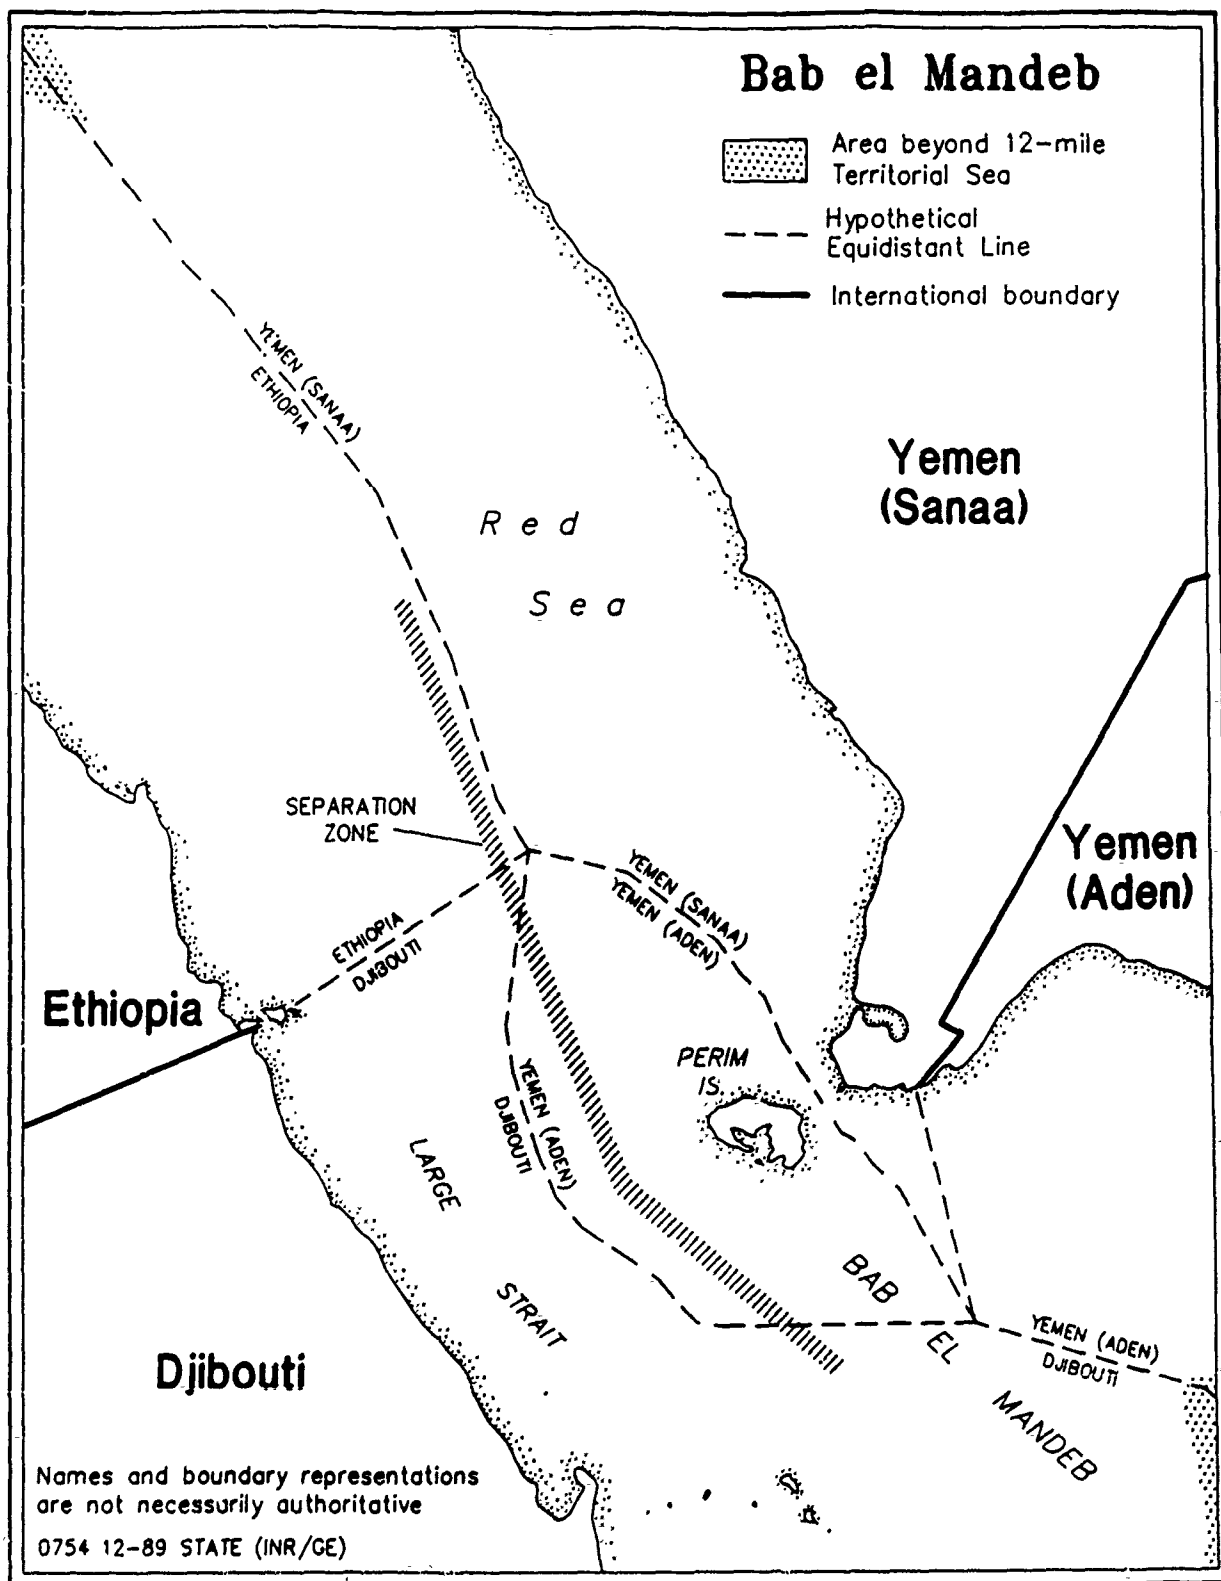 Bab el Mandeb
Area beyond 12-mile
Territorial Sea
Hypothetical
Equidistant Line
International boundary
YEMEN (SANAA)
ETHIOPIA
Red
Sea
Yemen
(Sanaa)
SEPARATION
ZONE
Yemen
(Aden)
YEMEN (SANAA)
YEMEN (ADEN)
ETHIOPIA
DJIBOUTI
Ethiopia
PERIM
IS.
YEMEN (ADEN)
DJIBOUTI
LARGE
STRAIT
BAB
EL
MANDEB
YEMEN (ADEN)
DJIBOUTI
Djibouti
Names and boundary representations
are not necessurily authoritative
0754 12-89 STATE (INR/GE)